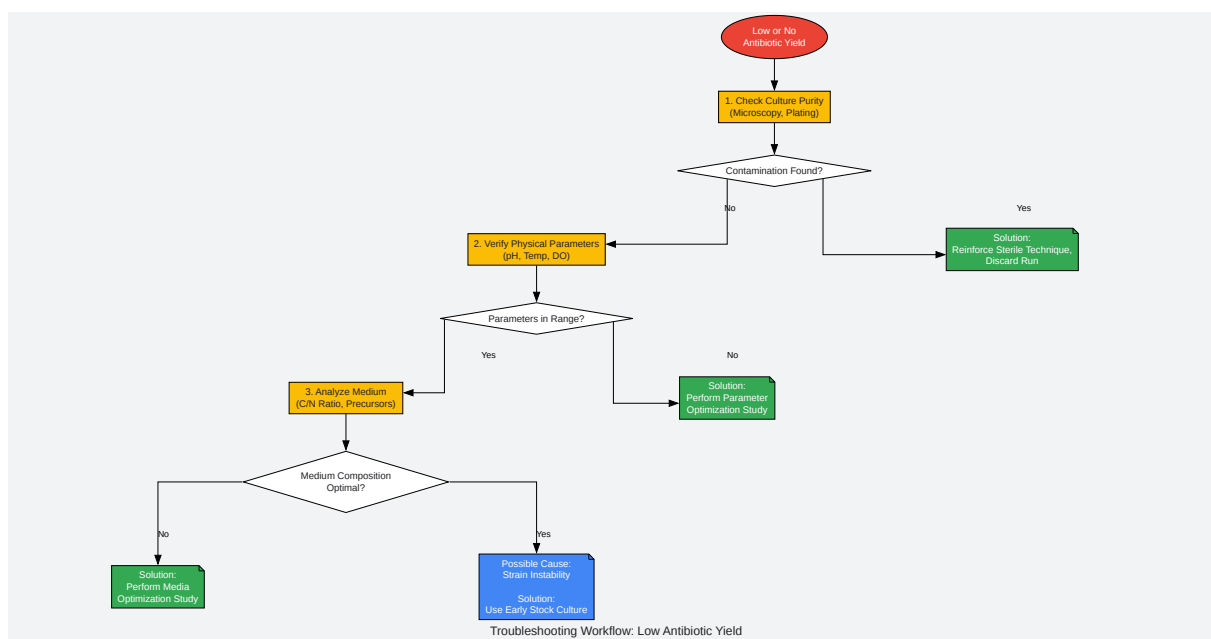 Low or No
Antibiotic Yield
1. Check Culture Purity
(Microscopy, Plating)
Contamination Found?
No
Yes
2. Verify Physical Parameters
(pH, Temp, DO)
Solution:
Reinforce Sterile Technique,
Discard Run
Parameters in Range?
Yes
No
3. Analyze Medium
(C/N Ratio, Precursors)
Solution:
Perform Parameter
Optimization Study
Medium Composition
Optimal?
No
Yes
Solution:
Perform Media
Optimization Study
Possible Cause:
Strain Instability
Solution:
Use Early Stock Culture
Troubleshooting Workflow: Low Antibiotic Yield